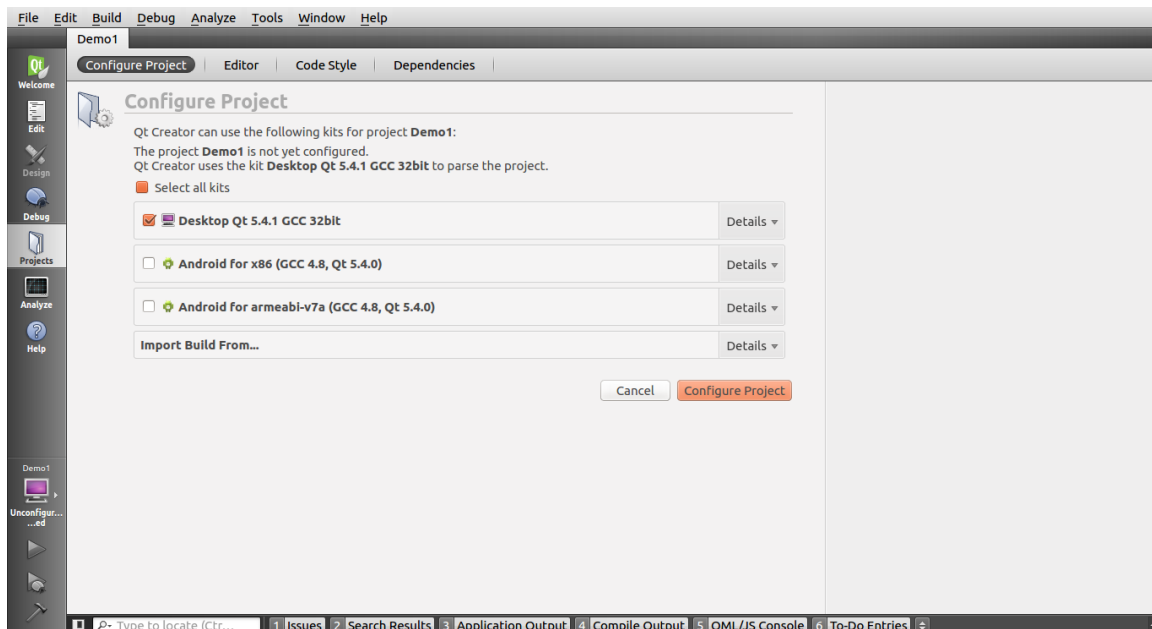 File Edit Build Debug Analyze Tools Window Help
Demo1
Configure Project Editor Code Style Dependencies
Qt
Welcome
Edit
Design
Debug
Projects
Analyze
Help
Configure Project
Qt Creator can use the following kits for project Demo1:
The project Demo1 is not yet configured.
Qt Creator uses the kit Desktop Qt 5.4.1 GCC 32bit to parse the project.
Select all kits
Desktop Qt 5.4.1 GCC 32bit Details
Android for x86 (GCC 4.8, Qt 5.4.0) Details
Android for armeabi-v7a (GCC 4.8, Qt 5.4.0) Details
Import Build From... Details
Cancel Configure Project
Demo1
Unconfigur...
...ed
Type to locate (Ctr... 1 Issues 2 Search Results 3 Application Output 4 Compile Output 5 QML/JS Console 6 To-Do Entries